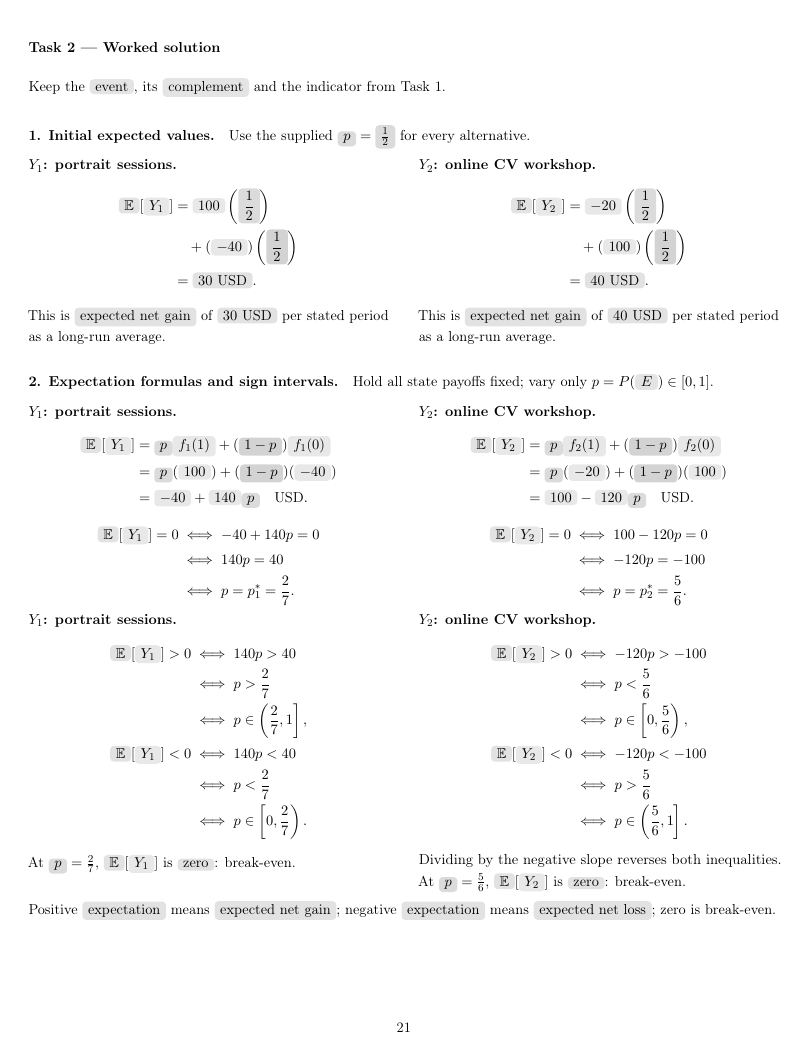 Task 2 — Worked solution
Keep the event, its complement and the indicator from Task 1.
1. Initial expected values. Use the supplied p = 1/2 for every alternative.
Y₁: portrait sessions.
𝔼[Y₁] = 100 (1/2)
+ (−40) (1/2)
= 30 USD.
This is expected net gain of 30 USD per stated period
as a long-run average.
Y₂: online CV workshop.
𝔼[Y₂] = −20 (1/2)
+ (100) (1/2)
= 40 USD.
This is expected net gain of 40 USD per stated period
as a long-run average.
2. Expectation formulas and sign intervals. Hold all state payoffs fixed; vary only p = P(E) ∈ [0, 1].
Y₁: portrait sessions.
𝔼[Y₁] = p f₁(1) + (1 − p) f₁(0)
= p(100) + (1 − p)(−40)
= −40 + 140 p USD.
𝔼[Y₁] = 0 ⟺ −40 + 140p = 0
⟺ 140p = 40
⟺ p = p₁* = 2/7.
Y₂: online CV workshop.
𝔼[Y₂] = p f₂(1) + (1 − p) f₂(0)
= p(−20) + (1 − p)(100)
= 100 − 120 p USD.
𝔼[Y₂] = 0 ⟺ 100 − 120p = 0
⟺ −120p = −100
⟺ p = p₂* = 5/6.
Y₁: portrait sessions.
𝔼[Y₁] > 0 ⟺ 140p > 40
⟺ p > 2/7
⟺ p ∈ (2/7, 1],
𝔼[Y₁] < 0 ⟺ 140p < 40
⟺ p < 2/7
⟺ p ∈ [0, 2/7).
At p = 2/7, 𝔼[Y₁] is zero: break-even.
Y₂: online CV workshop.
𝔼[Y₂] > 0 ⟺ −120p > −100
⟺ p < 5/6
⟺ p ∈ [0, 5/6),
𝔼[Y₂] < 0 ⟺ −120p < −100
⟺ p > 5/6
⟺ p ∈ (5/6, 1].
Dividing by the negative slope reverses both inequalities.
At p = 5/6, 𝔼[Y₂] is zero: break-even.
Positive expectation means expected net gain; negative expectation means expected net loss; zero is break-even.
21